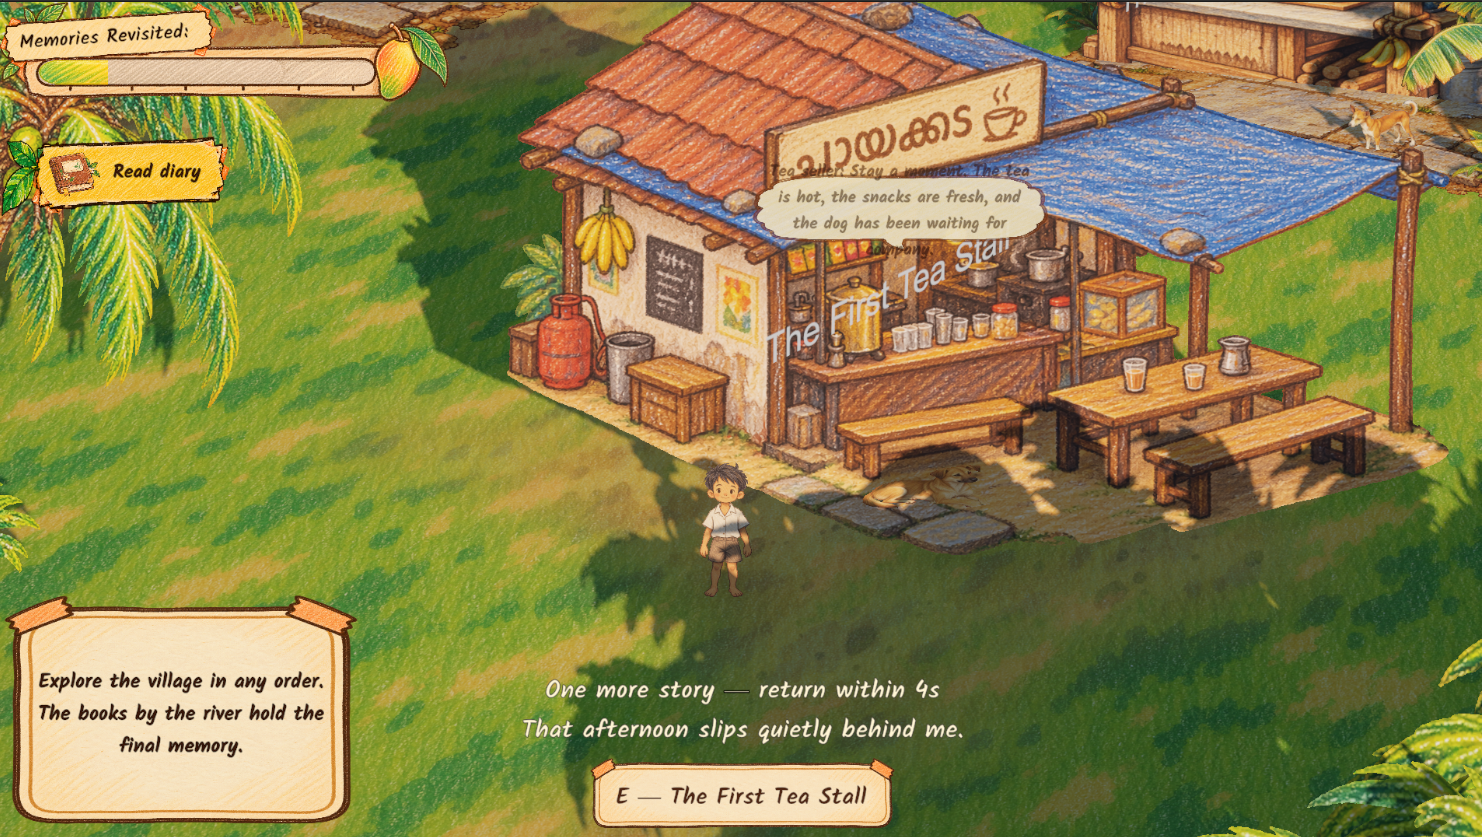 Memories Revisited:
Read diary
ചായക്കട
Tea seller: Stay a moment. The tea
is hot, the snacks are fresh, and
the dog has been waiting for
company.
The First Tea Stall
Explore the village in any order.
The books by the river hold the
final memory.
One more story — return within 4s
That afternoon slips quietly behind me.
E — The First Tea Stall